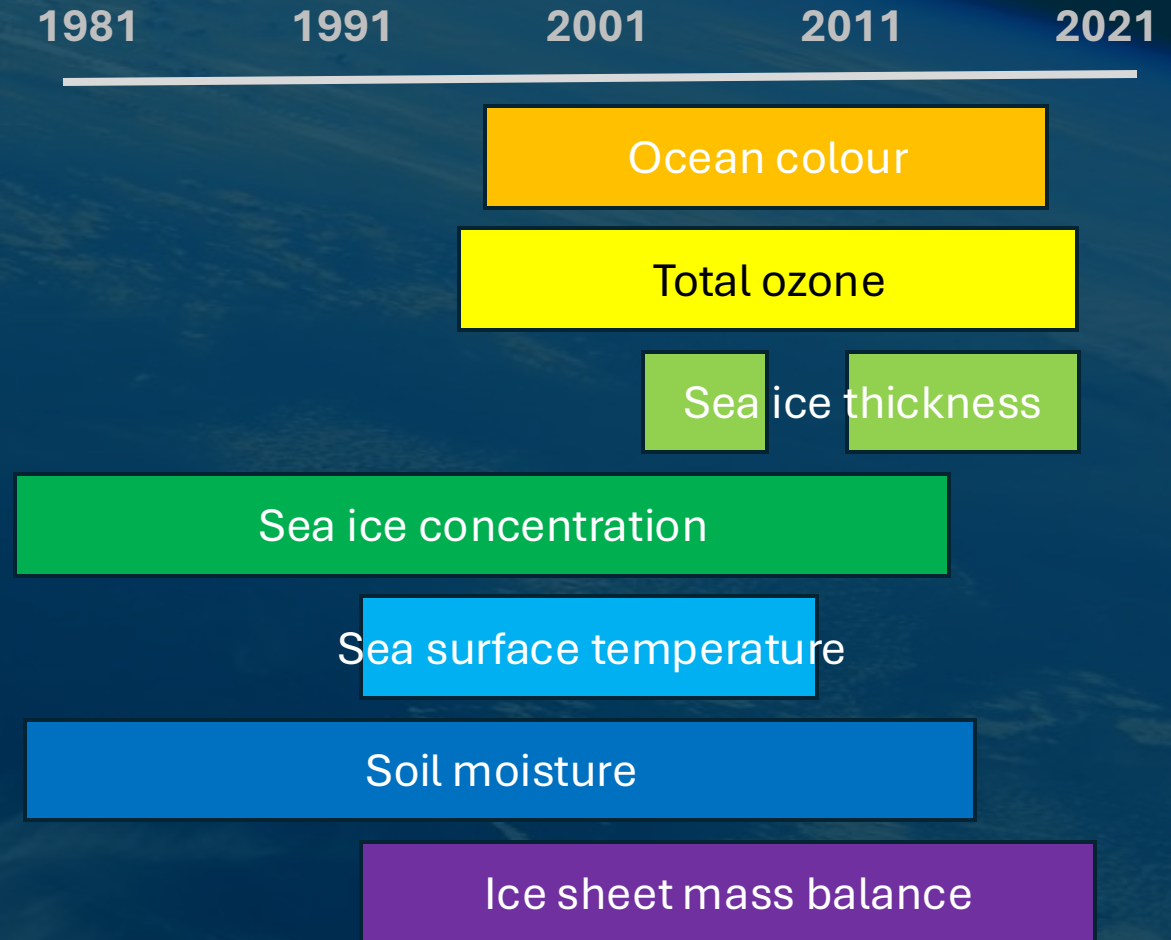 1981 1991 2001 2011 2021
Ocean colour
Total ozone
Sea ice thickness
Sea ice concentration
Sea surface temperature
Soil moisture
Ice sheet mass balance